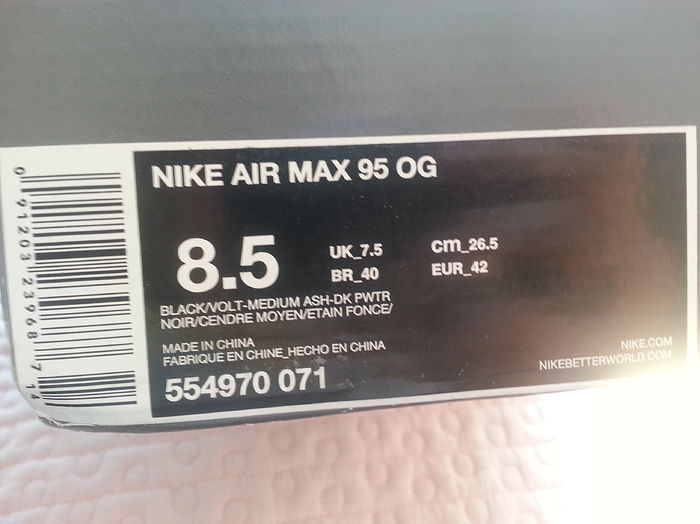 NIKE AIR MAX 95 OG
8.5
UK_7.5
cm_26.5
BR_40
EUR_42
BLACK/VOLT-MEDIUM ASH-DK PWTR
NOIR/CENDRE MOYEN/ETAIN FONCE/
MADE IN CHINA
FABRIQUE EN CHINE_HECHO EN CHINA
554970 071
NIKE.COM
NIKEBETTERWORLD.COM
0 91203 23968 7 14